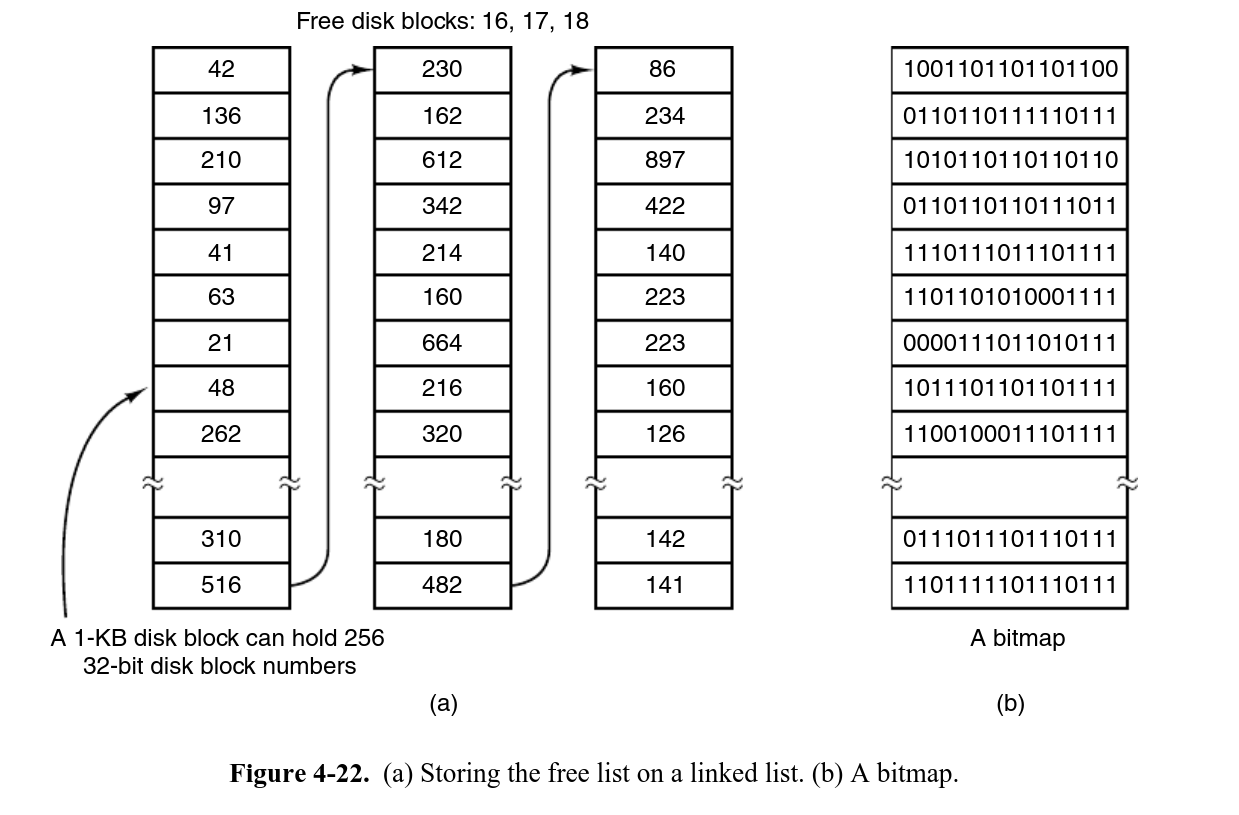 Free disk blocks: 16, 17, 18
42 230 86 1001101101101100
136 162 234 0110110111110111
210 612 897 1010110110110110
97 342 422 0110110110111011
41 214 140 1110111011101111
63 160 223 1101101010001111
21 664 223 0000111011010111
48 216 160 1011101101101111
262 320 126 1100100011101111
310 180 142 0111011101110111
516 482 141 1101111101110111
A 1-KB disk block can hold 256
32-bit disk block numbers
A bitmap
(a) (b)
Figure 4-22. (a) Storing the free list on a linked list. (b) A bitmap.